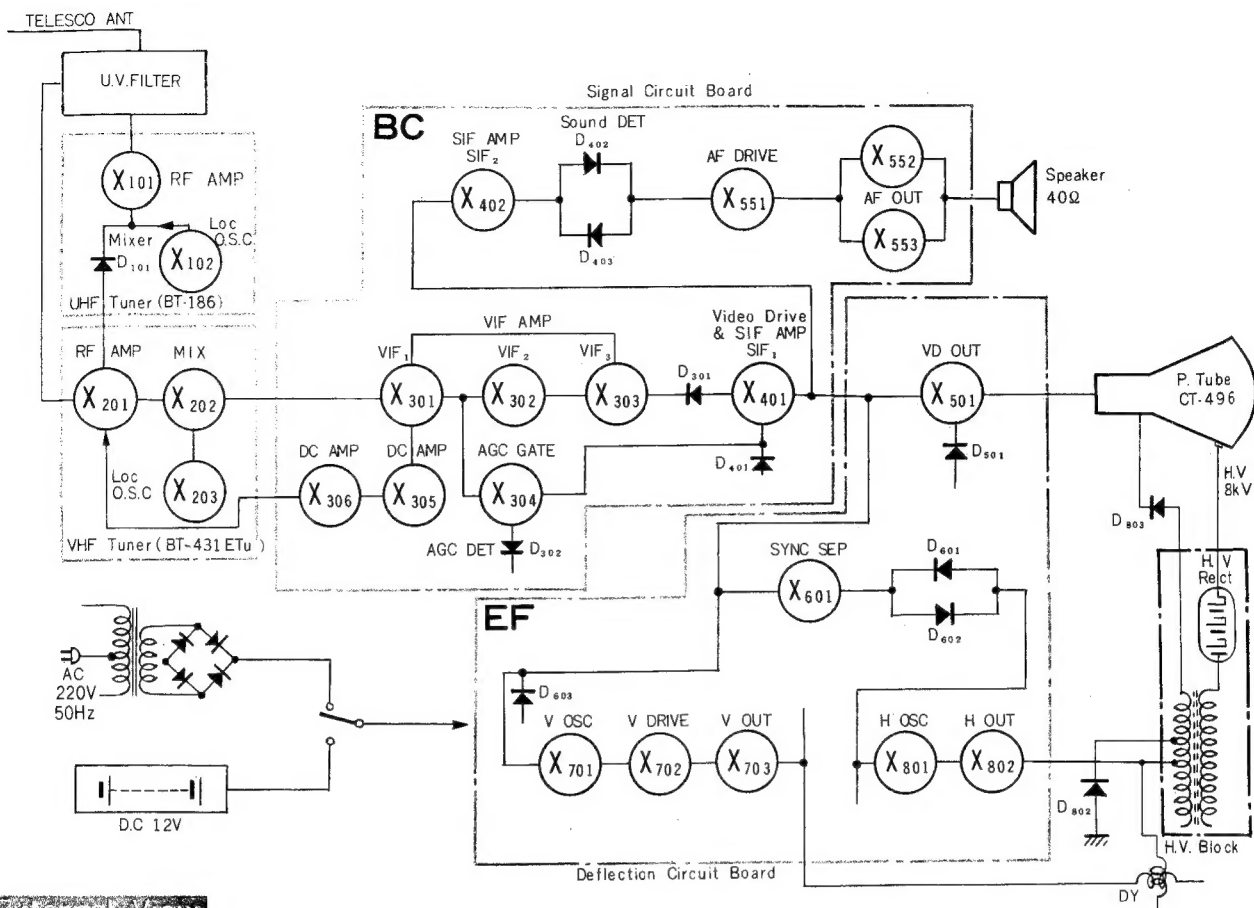 TELESCO ANT
U.V.FILTER
X101
RF AMP
Loc
O.S.C
Mixer
D101
X102
UHF Tuner (BT-186)
RF AMP
MIX
X201
X202
Loc
O.S.C
X203
VHF Tuner (BT-431ETu)
Signal Circuit Board
BC
SIF AMP
SIF2
X402
Sound DET
D402
D403
AF DRIVE
X551
X552
AF OUT
X553
Speaker
40Ω
VIF AMP
VIF1
X301
VIF2
X302
VIF3
X303
D301
Video Drive
& SIF AMP
SIF1
X401
D401
DC AMP
X306
DC AMP
X305
AGC GATE
X304
AGC DET
D302
VD OUT
X501
D501
P. Tube
CT-496
H.V
8kV
D803
H.V
Rect
H.V. Block
EF
SYNC SEP
X601
D601
D602
D603
V OSC
X701
V DRIVE
X702
V OUT
X703
H OSC
X801
H OUT
X802
D802
DY
Deflection Circuit Board
AC
220V
50Hz
D.C 12V